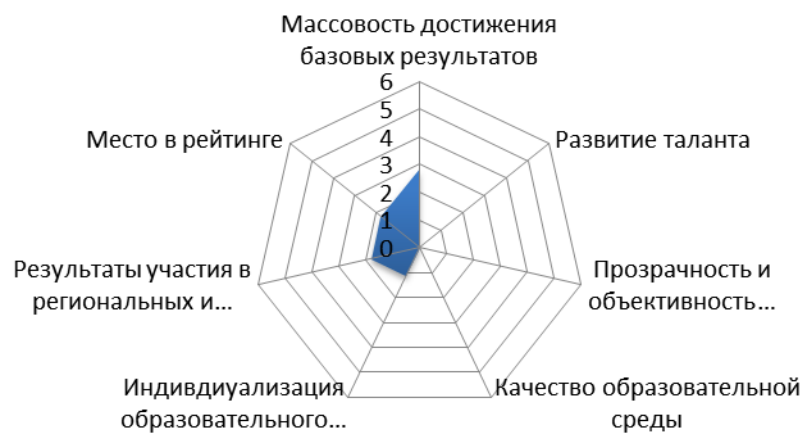 Массовость достижения
базовых результатов
6
5
4
3
2
1
0
Развитие таланта
Прозрачность и
объективность...
Качество образовательной
среды
Индивдиуализация
образовательного...
Результаты участия в
региональных и...
Место в рейтинге